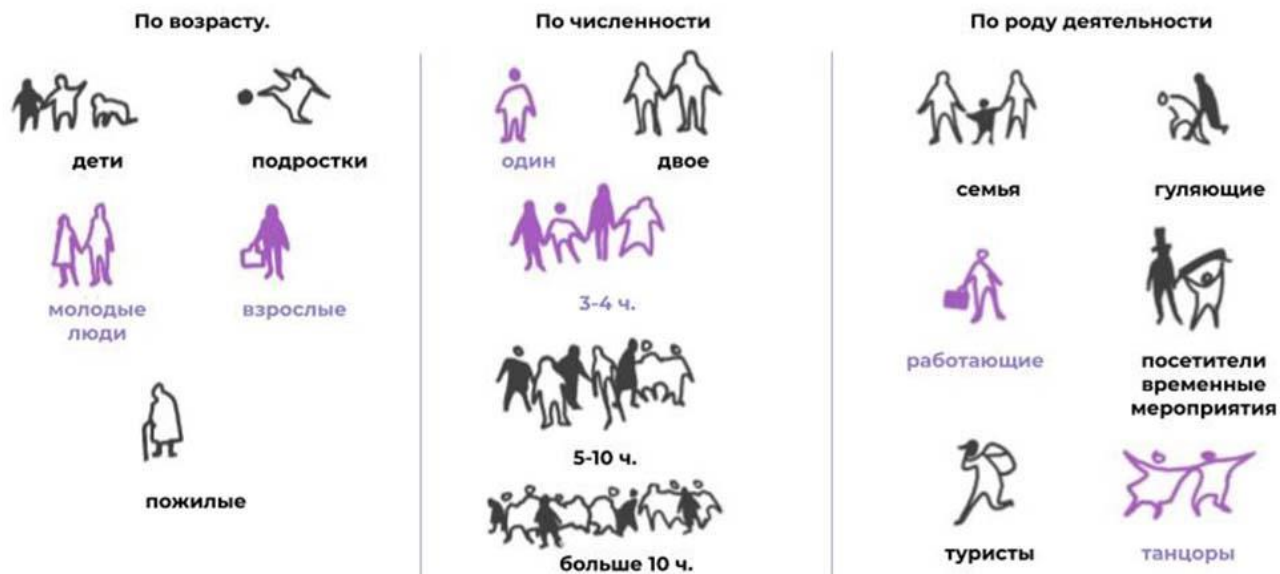 По возрасту.
дети
подростки
молодые
люди
взрослые
пожилые
По численности
один
двое
3-4 ч.
5-10 ч.
больше 10 ч.
По роду деятельности
семья
гуляющие
работающие
посетители
временные
мероприятия
туристы
танцоры